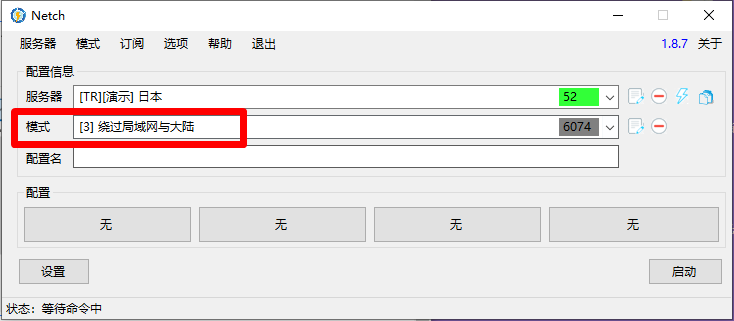 Netch
服务器 模式 订阅 选项 帮助 退出 1.8.7 关于
配置信息
服务器 [TR][演示] 日本 52
模式 [3] 绕过局域网与大陆 6074
配置名
配置
无 无 无 无
设置 启动
状态：等待命令中